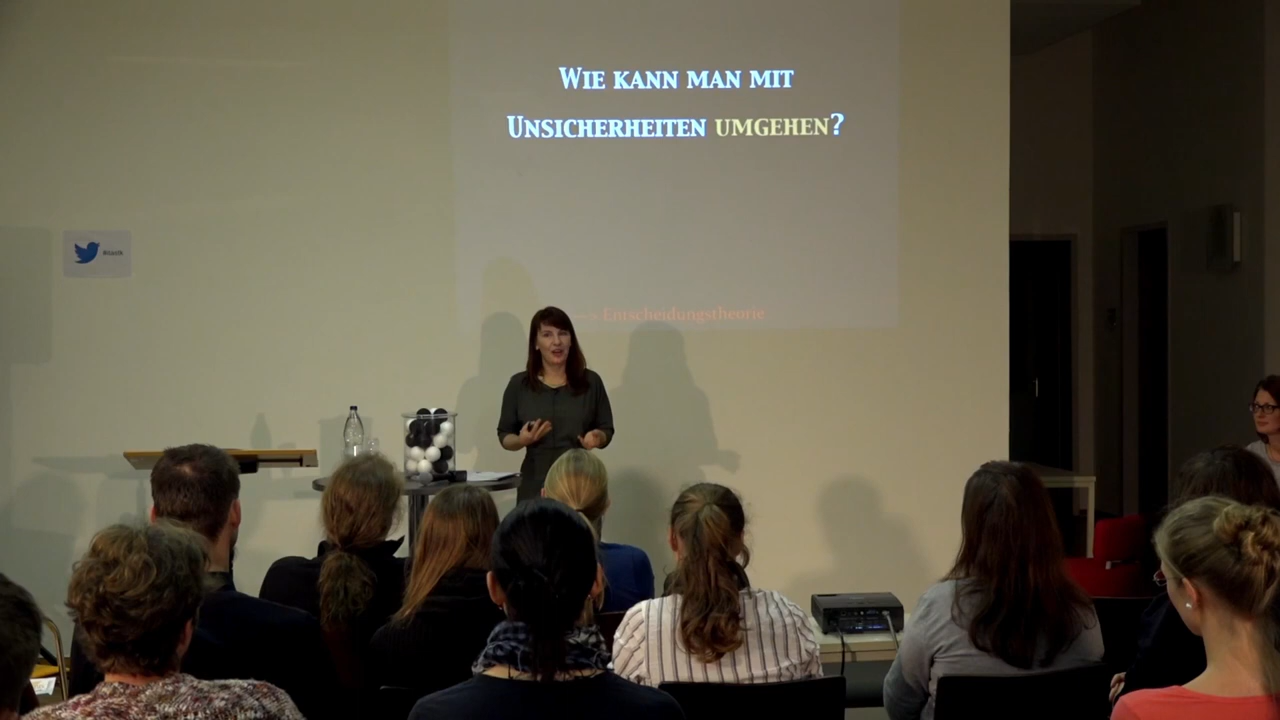 Wie kann man mit
Unsicherheiten umgehen?
--> Entscheidungstheorie